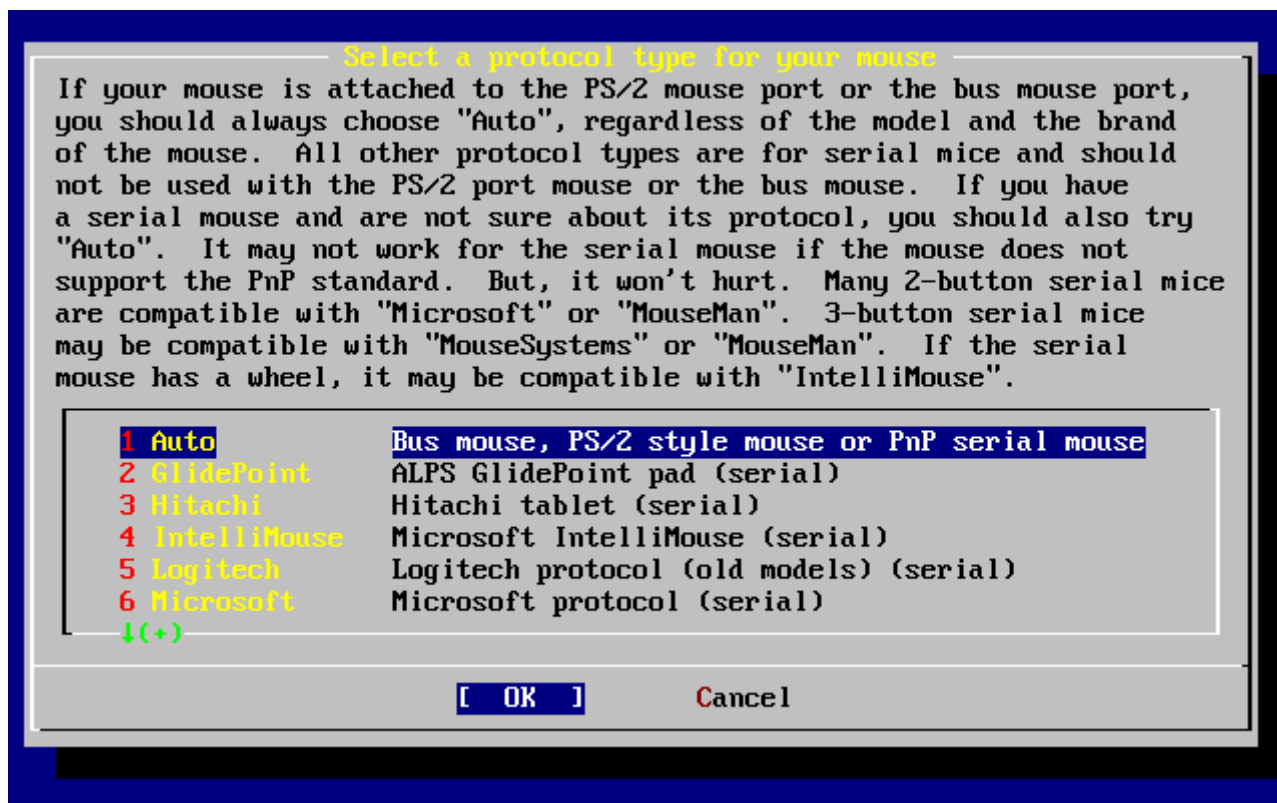 Select a protocol type for your mouse
If your mouse is attached to the PS/2 mouse port or the bus mouse port,
you should always choose "Auto", regardless of the model and the brand
of the mouse.  All other protocol types are for serial mice and should
not be used with the PS/2 port mouse or the bus mouse.  If you have
a serial mouse and are not sure about its protocol, you should also try
"Auto".  It may not work for the serial mouse if the mouse does not
support the PnP standard.  But, it won't hurt.  Many 2-button serial mice
are compatible with "Microsoft" or "MouseMan".  3-button serial mice
may be compatible with "MouseSystems" or "MouseMan".  If the serial
mouse has a wheel, it may be compatible with "IntelliMouse".
1 Auto Bus mouse, PS/2 style mouse or PnP serial mouse
2 GlidePoint ALPS GlidePoint pad (serial)
3 Hitachi Hitachi tablet (serial)
4 IntelliMouse Microsoft IntelliMouse (serial)
5 Logitech Logitech protocol (old models) (serial)
6 Microsoft Microsoft protocol (serial)
↓(+)
[ OK ] Cancel